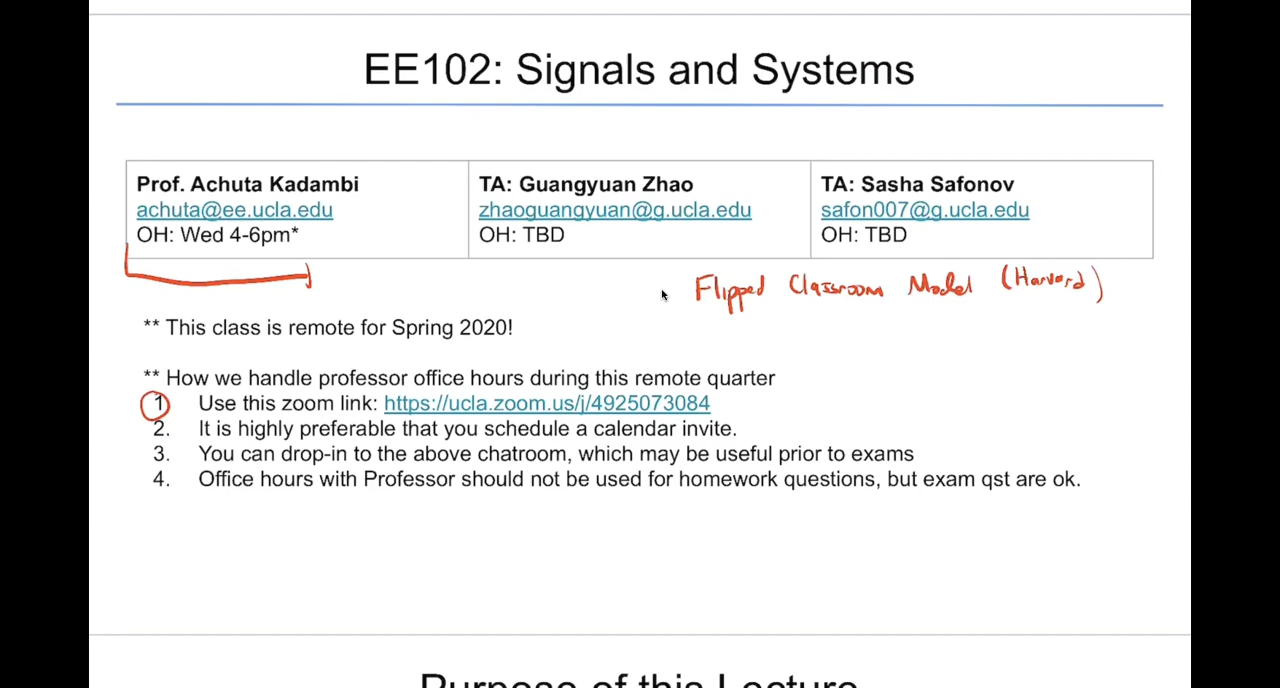 EE102: Signals and Systems
Prof. Achuta Kadambi
achuta@ee.ucla.edu
OH: Wed 4-6pm*
TA: Guangyuan Zhao
zhaoguangyuan@g.ucla.edu
OH: TBD
TA: Sasha Safonov
safon007@g.ucla.edu
OH: TBD
Flipped Classroom Model (Harvard)
** This class is remote for Spring 2020!
** How we handle professor office hours during this remote quarter
1 Use this zoom link: https://ucla.zoom.us/j/4925073084
2. It is highly preferable that you schedule a calendar invite.
3. You can drop-in to the above chatroom, which may be useful prior to exams
4. Office hours with Professor should not be used for homework questions, but exam qst are ok.
Purpose of this Lecture